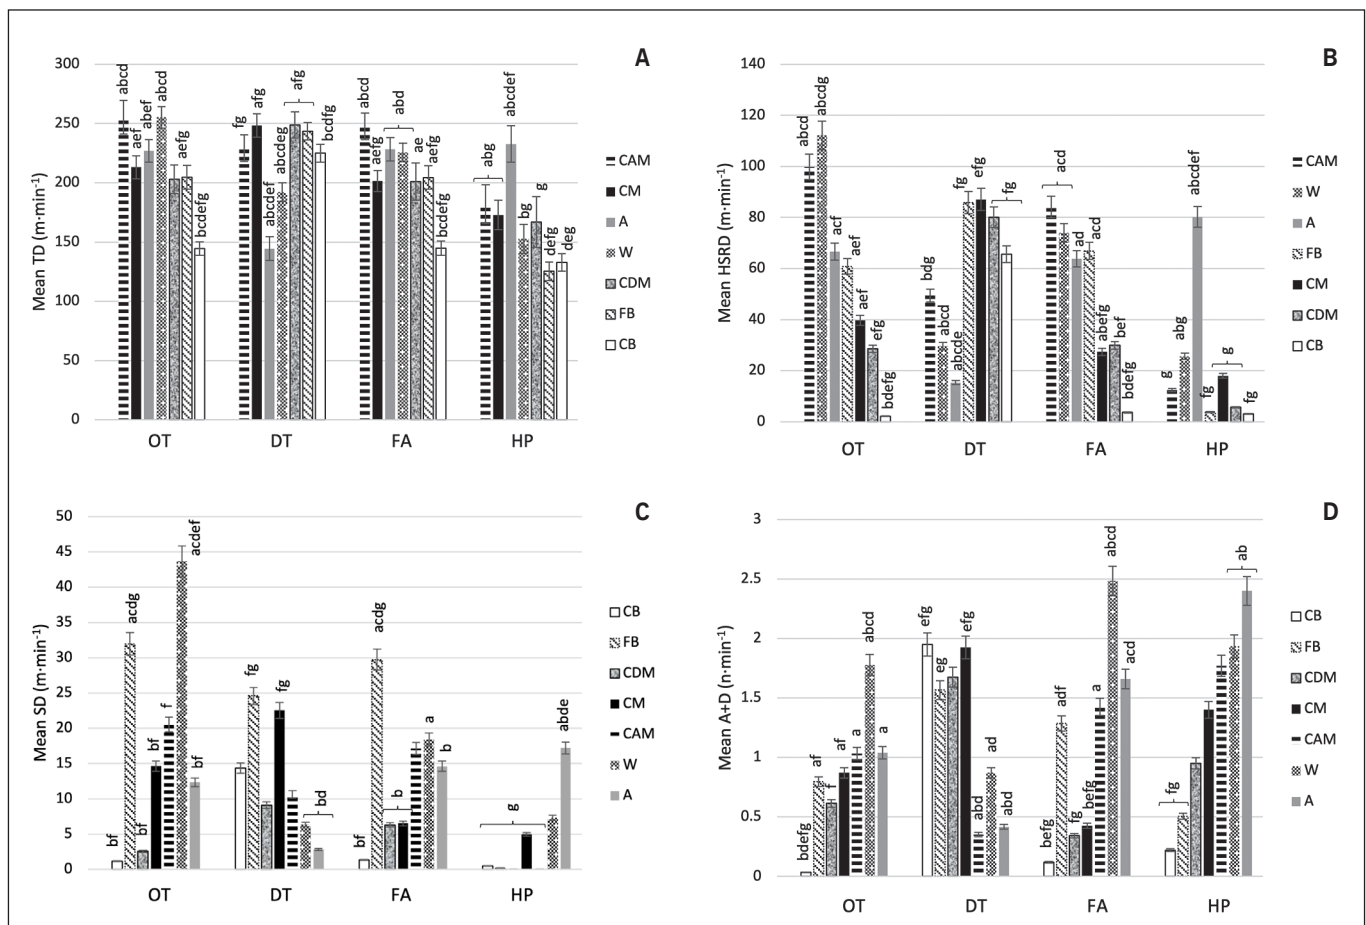 A
300
250
200
150
100
50
0
Mean TD (m·min-1)
abcd
aef
abef
abcd
aefg
bcdefg
fg
afg
abcdef
abcdeg
afg
bcdfg
abcd
aefg
abd
ae
aefg
bcdefg
abg
abcdef
bg
g
defg
deg
OT DT FA HP
CAM
CM
A
W
CDM
FB
CB
B
140
120
100
80
60
40
20
0
Mean HSRD (m·min-1)
abcd
abcdg
acf
aef
aef
efg
bdefg
bdg
abcd
abcde
fg
efg
fg
acd
ad
acd
abefg
bef
bdefg
g
abg
abcdef
fg
g
fg
OT DT FA HP
CAM
W
A
FB
CM
CDM
CB
C
50
45
40
35
30
25
20
15
10
5
0
Mean SD (m·min-1)
bf
acdg
bf
bf
f
acdef
bf
fg
fg
bd
bf
acdg
b
a
b
g
abde
OT DT FA HP
CB
FB
CDM
CM
CAM
W
A
D
3
2.5
2
1.5
1
0.5
0
Mean A+D (n·min-1)
bdefg
af
f
af
a
abcd
a
efg
eg
efg
abd
ad
abd
befg
adf
fg
befg
a
abcd
acd
fg
ab
OT DT FA HP
CB
FB
CDM
CM
CAM
W
A